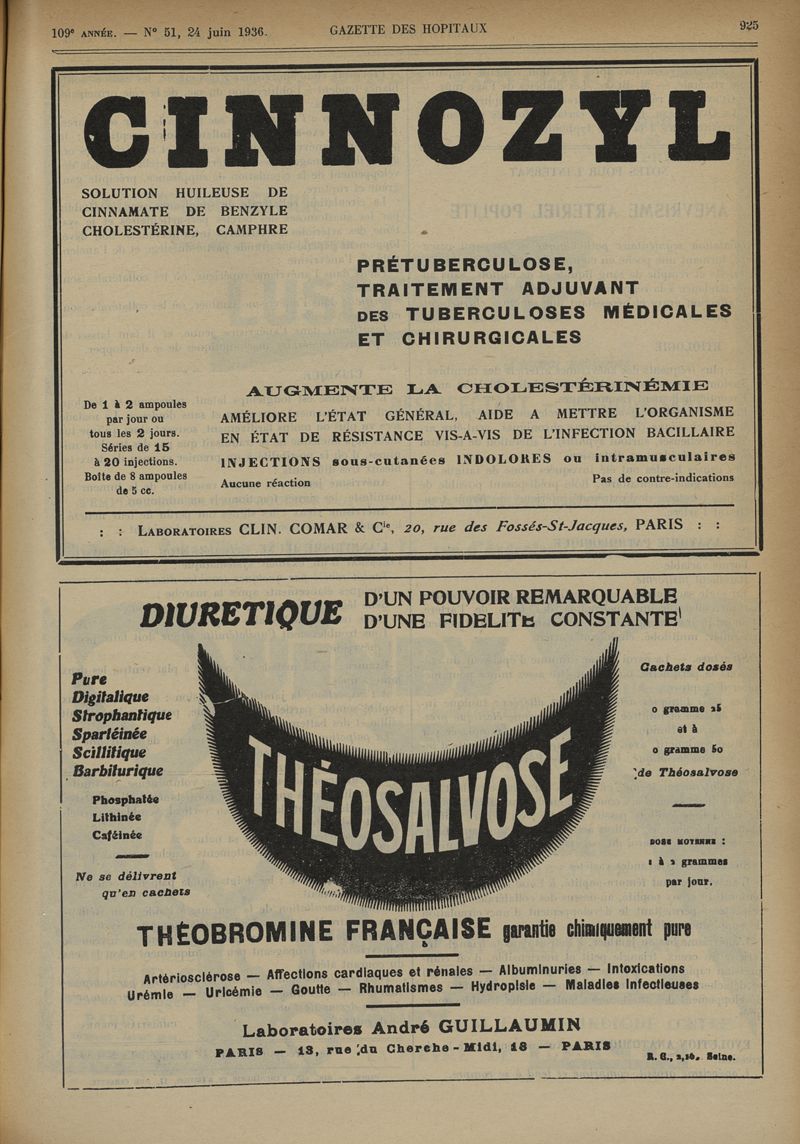 109e ANNÉE. — N° 51, 24 juin 1936. GAZETTE DES HOPITAUX 925
CINNOZYL
SOLUTION HUILEUSE DE
CINNAMATE DE BENZYLE
CHOLESTÉRINE, CAMPHRE
PRÉTUBERCULOSE,
TRAITEMENT ADJUVANT
DES TUBERCULOSES MÉDICALES
ET CHIRURGICALES
De 1 à 2 ampoules
par jour ou
tous les 2 jours.
Séries de 15
à 20 injections.
Boîte de 8 ampoules
de 5 cc.
AUGMENTE LA CHOLESTÉRINÉMIE
AMÉLIORE L'ÉTAT GÉNÉRAL, AIDE A METTRE L'ORGANISME
EN ÉTAT DE RÉSISTANCE VIS-A-VIS DE L'INFECTION BACILLAIRE
INJECTIONS sous-cutanées INDOLORES ou intramusculaires
Aucune réaction Pas de contre-indications
: : LABORATOIRES CLIN. COMAR & Cie, 20, rue des Fossés-St-Jacques, PARIS : :
DIURETIQUE
D'UN POUVOIR REMARQUABLE
D'UNE FIDELITE CONSTANTE
Pure
Digitalique
Strophantique
Spartéinée
Scillitique
Barbiturique
Phosphatée
Lithinée
Caféinée
Ne se délivrent
qu'en cachets
THÉOSALVOSE
Cachets dosés
0 gramme 25
et à
0 gramme 50
de Théosalvose
DOSE MOYENNE :
1 à 2 grammes
par jour.
THÉOBROMINE FRANÇAISE garantie chimiquement pure
Artériosclérose — Affections cardiaques et rénales — Albuminuries — Intoxications
Urémie — Uricémie — Goutte — Rhumatismes — Hydropisie — Maladies Infectieuses
Laboratoires André GUILLAUMIN
PARIS — 13, rue du Cherche-Midi, 18 — PARIS
R. C., Seine.